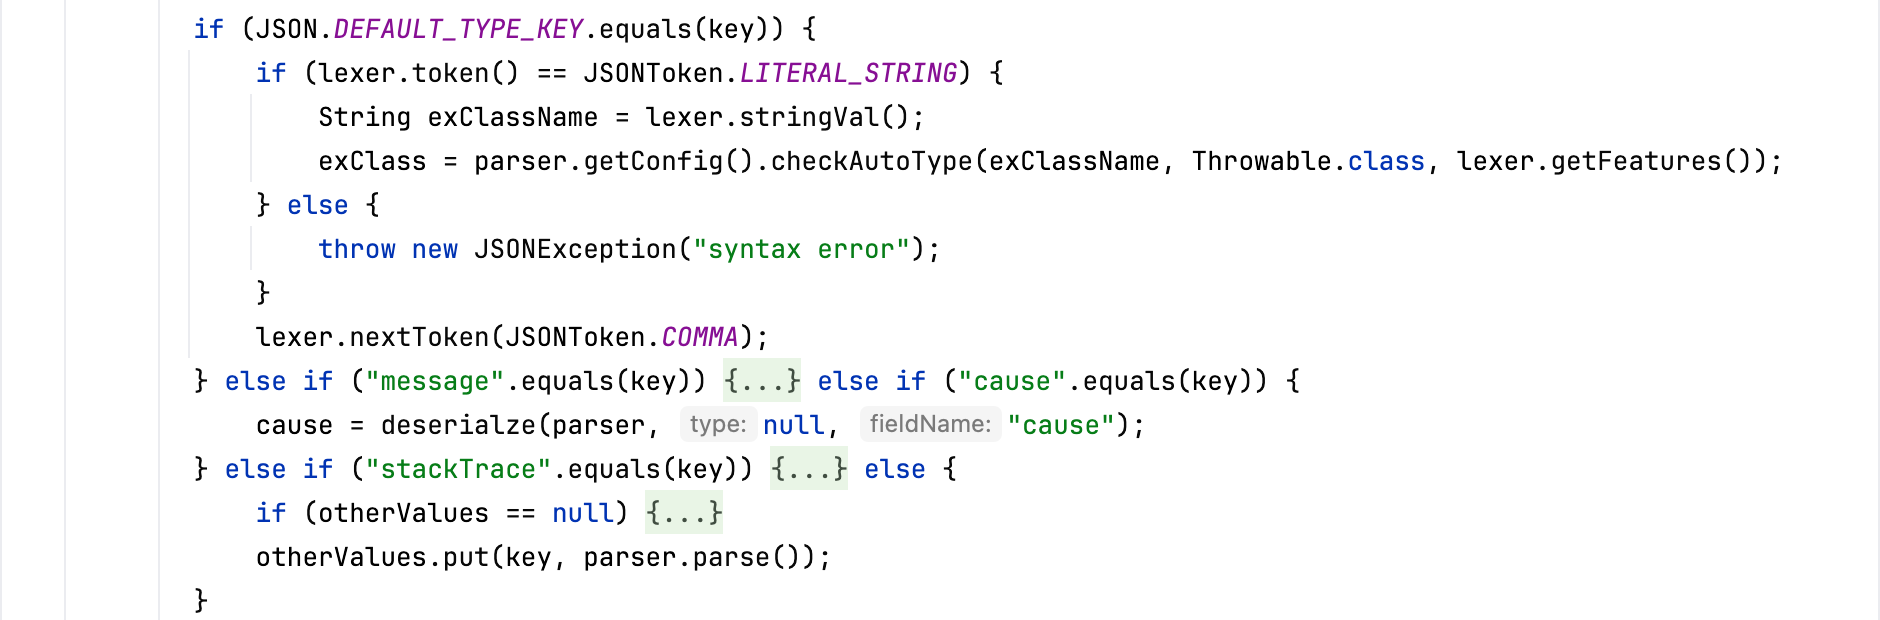 if (JSON.DEFAULT_TYPE_KEY.equals(key)) {
if (lexer.token() == JSONToken.LITERAL_STRING) {
String exClassName = lexer.stringVal();
exClass = parser.getConfig().checkAutoType(exClassName, Throwable.class, lexer.getFeatures());
} else {
throw new JSONException("syntax error");
}
lexer.nextToken(JSONToken.COMMA);
} else if ("message".equals(key)) {...} else if ("cause".equals(key)) {
cause = deserialze(parser, type: null, fieldName: "cause");
} else if ("stackTrace".equals(key)) {...} else {
if (otherValues == null) {...}
otherValues.put(key, parser.parse());
}